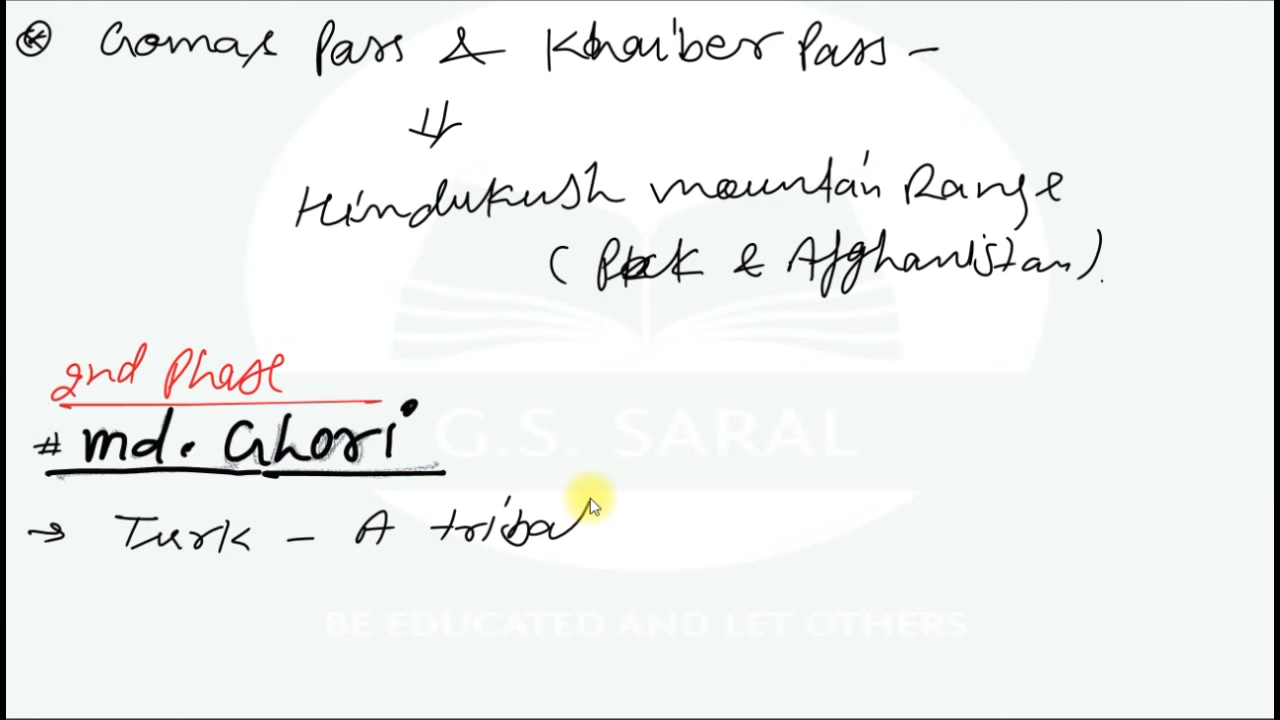 Gomal Pass & Khaiber Pass -
Hindukush mountain Range
(Pak & Afghanistan).
2nd Phase
# md. Ghori
G.S. SARAL
→ Turk - A tribal
BE EDUCATED AND LET OTHERS